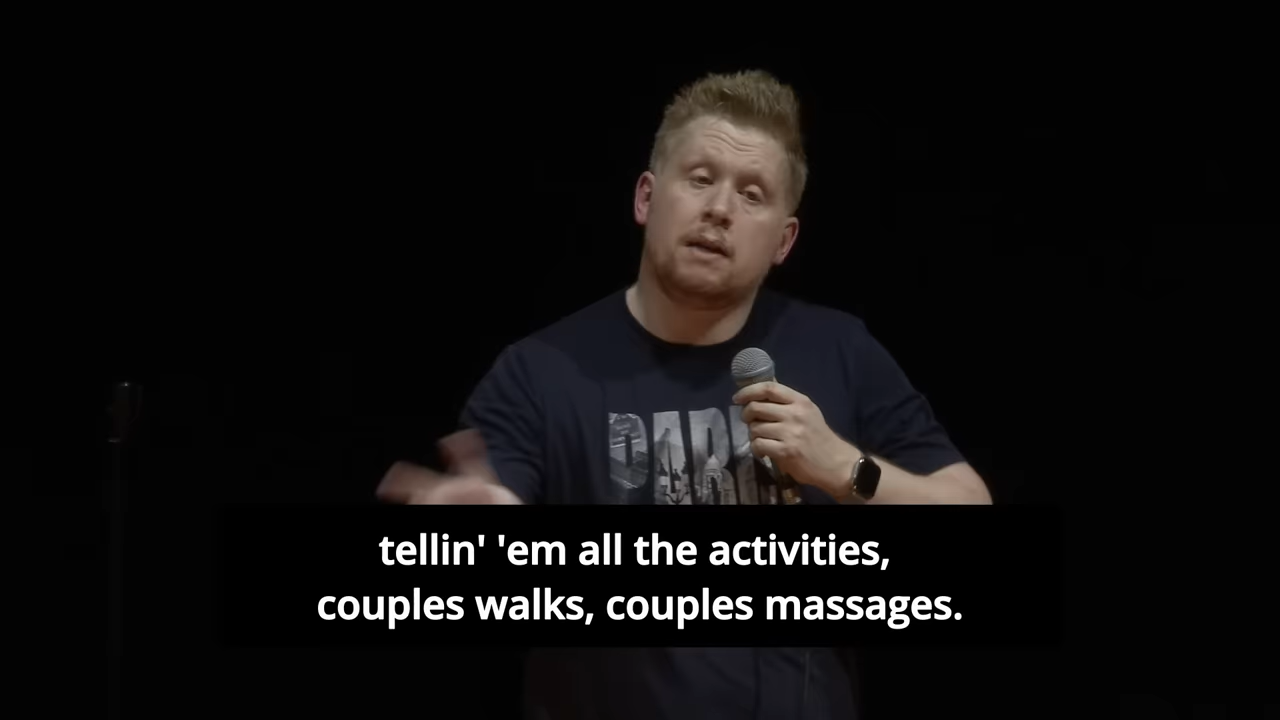 tellin' 'em all the activities,
couples walks, couples massages.